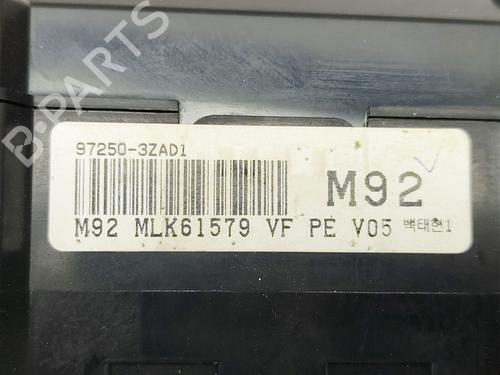 97250-3ZAD1
M92
M92 MLK61579 VF PE V05 백태현1
B-PARTS